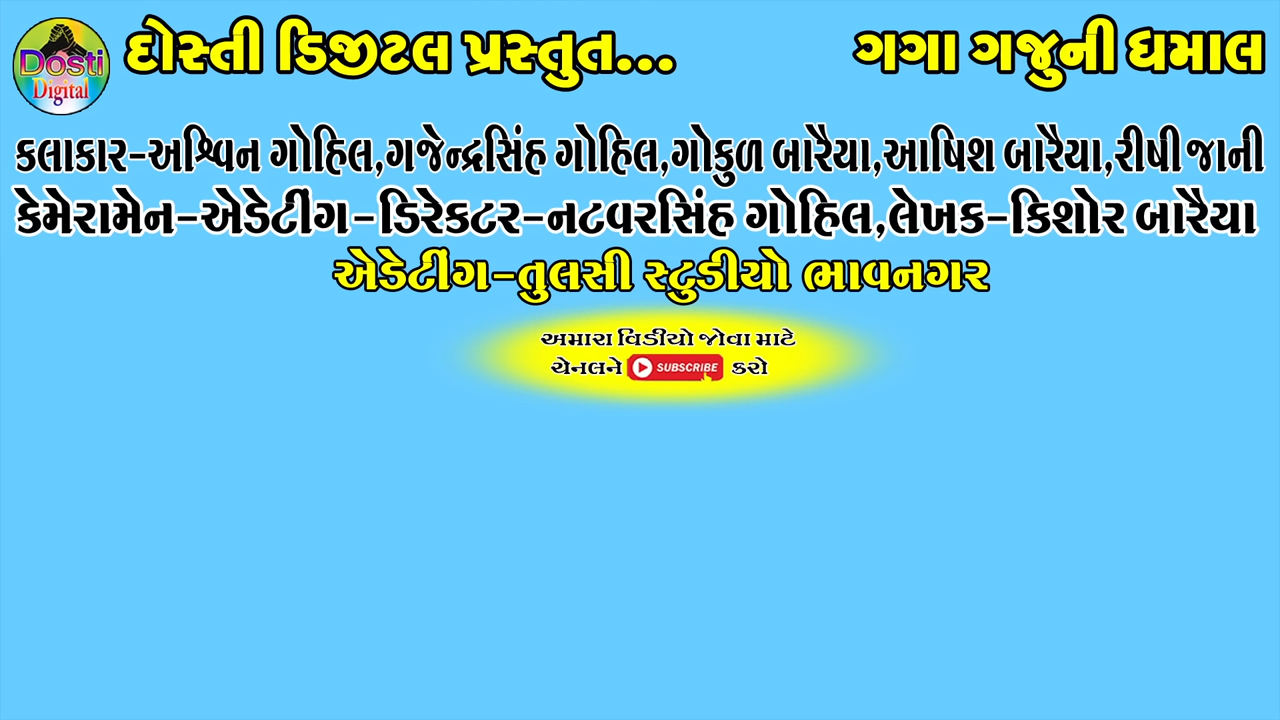 Dosti
Digital
દોસ્તી ડિજીટલ પ્રસ્તુત... ગગા ગજુની ધમાલ
કલાકાર-અશ્વિન ગોહિલ,ગજેન્દ્રસિંહ ગોહિલ,ગોકુળ બારૈયા,આષિશ બારૈયા,રીષી જાની
કેમેરામેન-એડેટીંગ-ડિરેકટર-નટવરસિંહ ગોહિલ,લેખક-કિશોર બારૈયા
એડેટીંગ-તુલસી સ્ટુડીયો ભાવનગર
અમારા વિડીયો જોવા માટે
ચેનલને SUBSCRIBE કરો